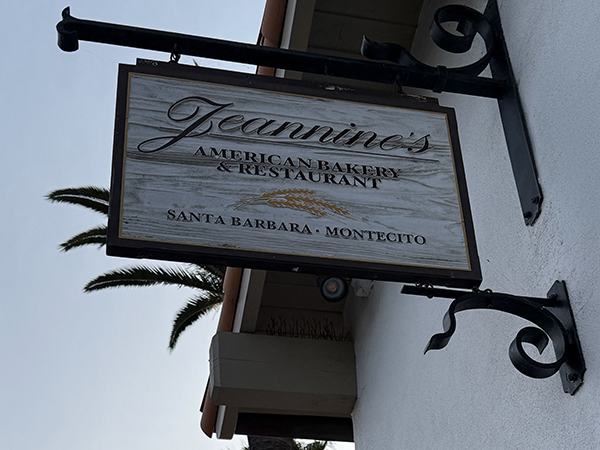 Jeannine's
AMERICAN BAKERY
& RESTAURANT
SANTA BARBARA · MONTECITO